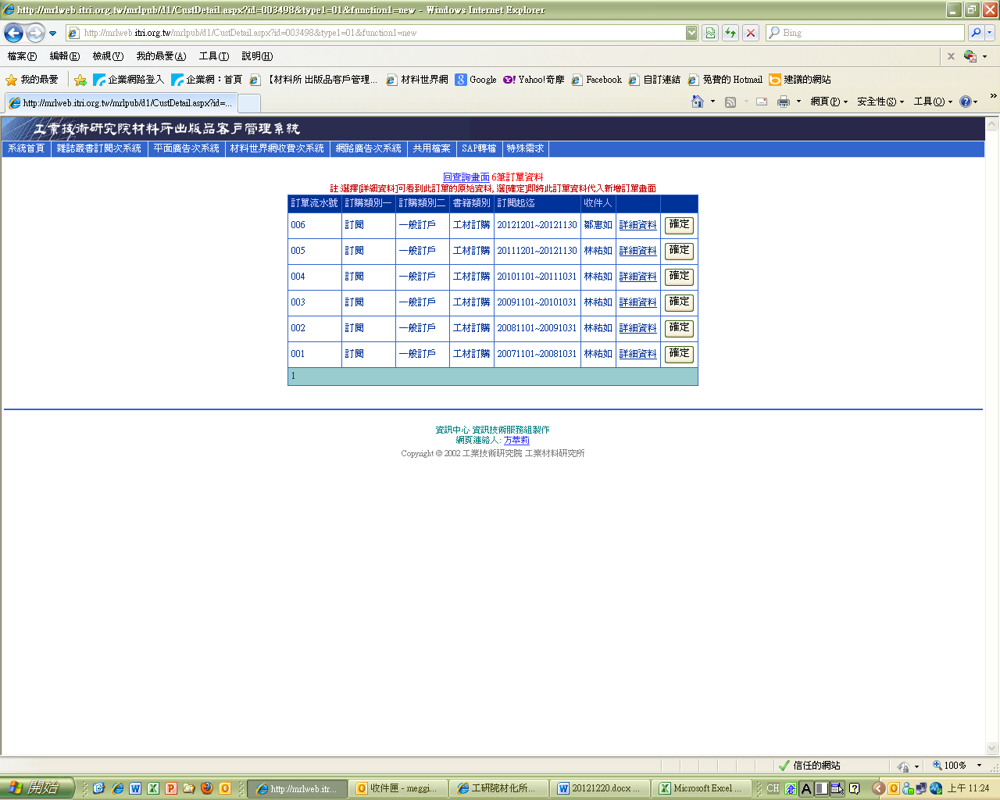 http://mrlweb.itri.org.tw/mrlpub/d1/CustDetail.aspx?id=003498&type1=01&function1=new - Windows Internet Explorer
http://mrlweb.itri.org.tw/mrlpub/d1/CustDetail.aspx?id=003498&type1=01&function1=new Bing
檔案(F) 編輯(E) 檢視(V) 我的最愛(A) 工具(T) 說明(H)
我的最愛 企業網路登入 企業網：首頁 【材料所 出版品客戶管理... 材料世界網 Google Yahoo!奇摩 Facebook 自訂連結 免費的 Hotmail 建議的網站
http://mrlweb.itri.org.tw/mrlpub/d1/CustDetail.aspx?id=... 網頁(P) 安全性(S) 工具(O) »
工業技術研究院材料所出版品客戶管理系統
系統首頁 雜誌叢書訂閱次系統 平面廣告次系統 材料世界網收費次系統 網路廣告次系統 共用檔案 SAP轉檔 特殊需求
回查詢畫面 6筆訂單資料
註:選擇[詳細資料]可看到此訂單的原始資料, 選[確定]即將此訂單資料代入新增訂單畫面
訂單流水號 訂購類別一 訂購類別二 書籍類別 訂閱起迄 收件人
006 訂閱 一般訂戶 工材訂購 20121201~20121130 鄒惠如 詳細資料 確定
005 訂閱 一般訂戶 工材訂購 20111201~20121130 林祐如 詳細資料 確定
004 訂閱 一般訂戶 工材訂購 20101101~20111031 林祐如 詳細資料 確定
003 訂閱 一般訂戶 工材訂購 20091101~20101031 林祐如 詳細資料 確定
002 訂閱 一般訂戶 工材訂購 20081101~20091031 林祐如 詳細資料 確定
001 訂閱 一般訂戶 工材訂購 20071101~20081031 林祐如 詳細資料 確定
1
資訊中心 資訊技術服務組製作
網頁連絡人: 方萃莉
Copyright © 2002 工業技術研究院 工業材料研究所
信任的網站 100%
開始 http://mrlweb.itr... 收件匣 - meggi... 工研院材化所... 20121220.docx ... Microsoft Excel ... CH 上午 11:24